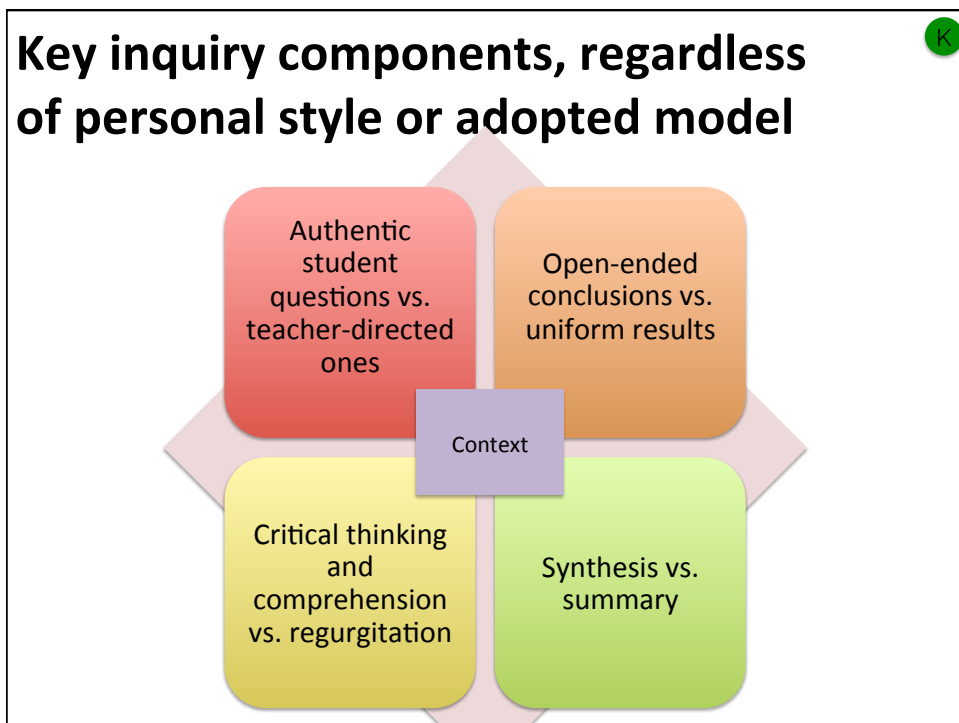 Key inquiry components, regardless
of personal style or adopted model
K
Authentic
student
questions vs.
teacher-directed
ones
Open-ended
conclusions vs.
uniform results
Context
Critical thinking
and
comprehension
vs. regurgitation
Synthesis vs.
summary